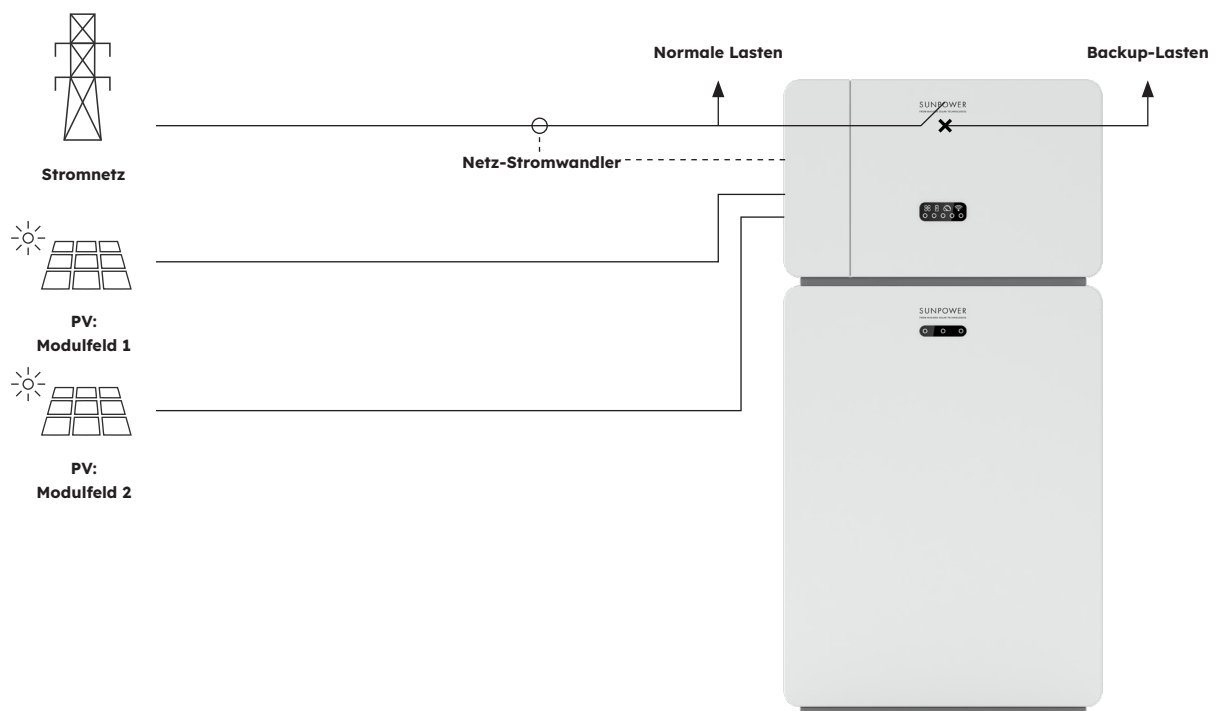 Normale Lasten
Backup-Lasten
SUNPOWER
Netz-Stromwandler
Stromnetz
PV:
Modulfeld 1
SUNPOWER
PV:
Modulfeld 2